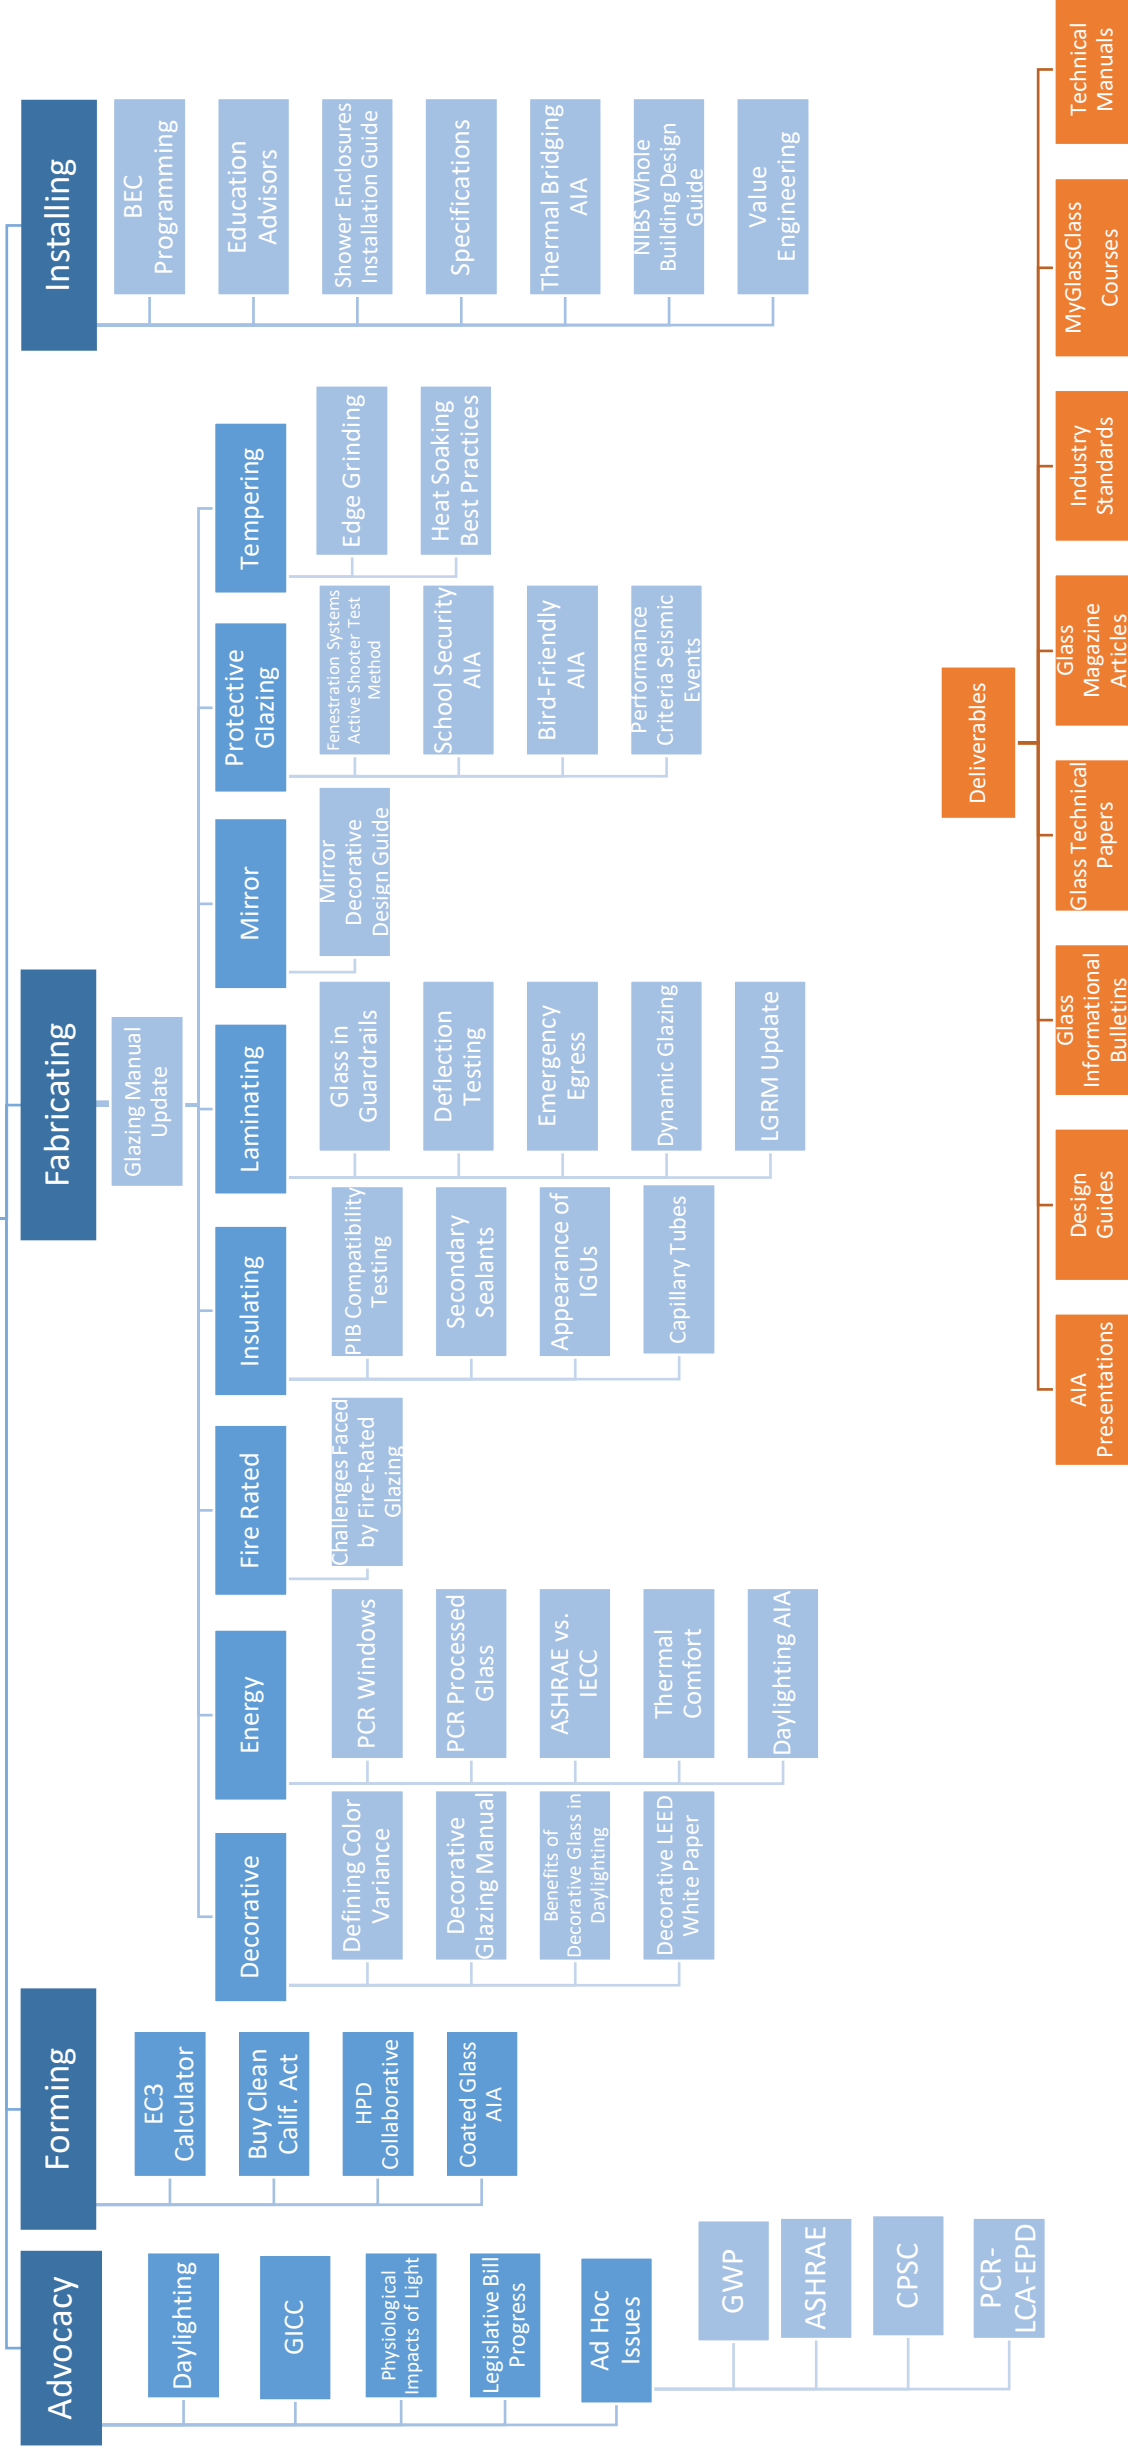 Advocacy
Daylighting
GICC
Physiological
Impacts of Light
Legislative Bill
Progress
Ad Hoc
Issues
GWP
ASHRAE
CPSC
PCR-
LCA-EPD
Forming
EC3
Calculator
Buy Clean
Calif. Act
HPD
Collaborative
Coated Glass
AIA
Fabricating
Glazing Manual
Update
Decorative
Defining Color
Variance
Decorative
Glazing Manual
Benefits of
Decorative Glass in
Daylighting
Decorative LEED
White Paper
Energy
PCR Windows
PCR Processed
Glass
ASHRAE vs.
IECC
Thermal
Comfort
Daylighting AIA
Fire Rated
Challenges Faced
by Fire-Rated
Glazing
Insulating
PIB Compatibility
Testing
Secondary
Sealants
Appearance of
IGUs
Capillary Tubes
Laminating
Glass in
Guardrails
Deflection
Testing
Emergency
Egress
Dynamic Glazing
LGRM Update
Mirror
Mirror
Decorative
Design Guide
Protective
Glazing
Fenestration Systems
Active Shooter Test
Method
School Security
AIA
Bird-Friendly
AIA
Performance
Criteria Seismic
Events
Tempering
Edge Grinding
Heat Soaking
Best Practices
Installing
BEC
Programming
Education
Advisors
Shower Enclosures
Installation Guide
Specifications
Thermal Bridging
AIA
NIBS Whole
Building Design
Guide
Value
Engineering
Deliverables
AIA
Presentations
Design
Guides
Glass
Informational
Bulletins
Glass Technical
Papers
Glass
Magazine
Articles
Industry
Standards
MyGlassClass
Courses
Technical
Manuals